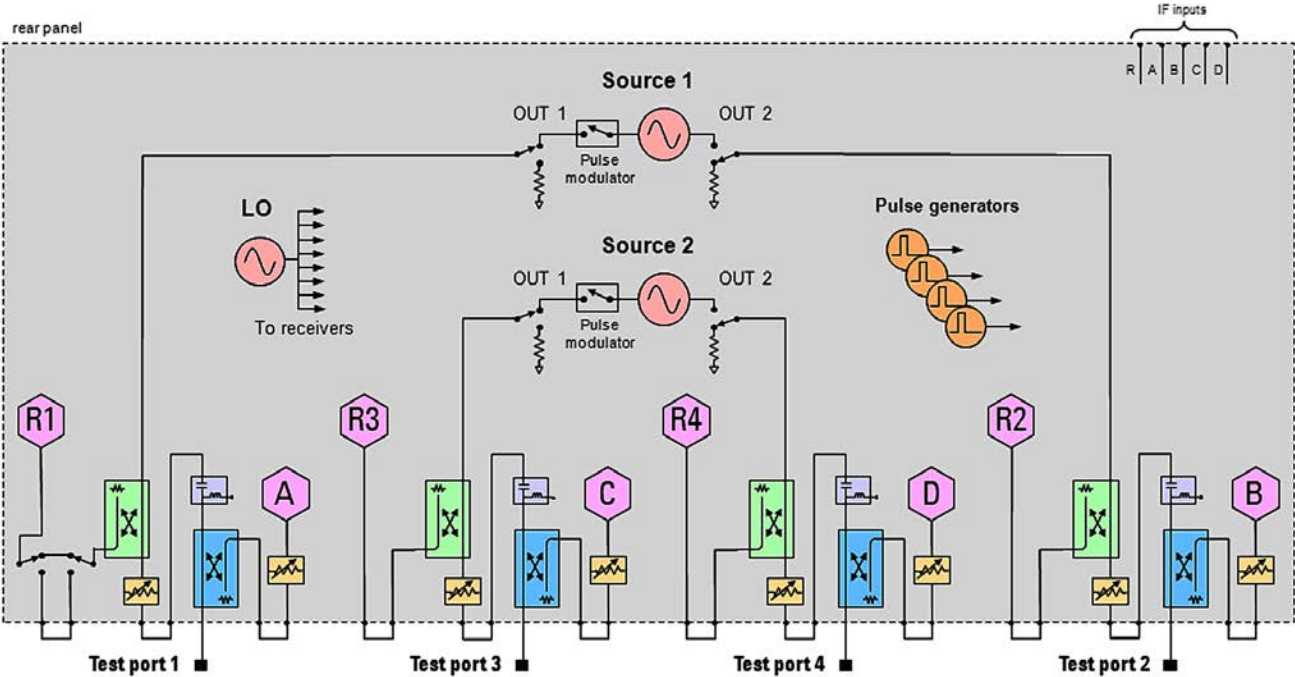 IF inputs
rear panel
R A B C D
Source 1
OUT 1
OUT 2
Pulse
modulator
LO
To receivers
Pulse generators
Source 2
OUT 1
OUT 2
Pulse
modulator
R1
R3
R4
R2
A
C
D
B
Test port 1
Test port 3
Test port 4
Test port 2